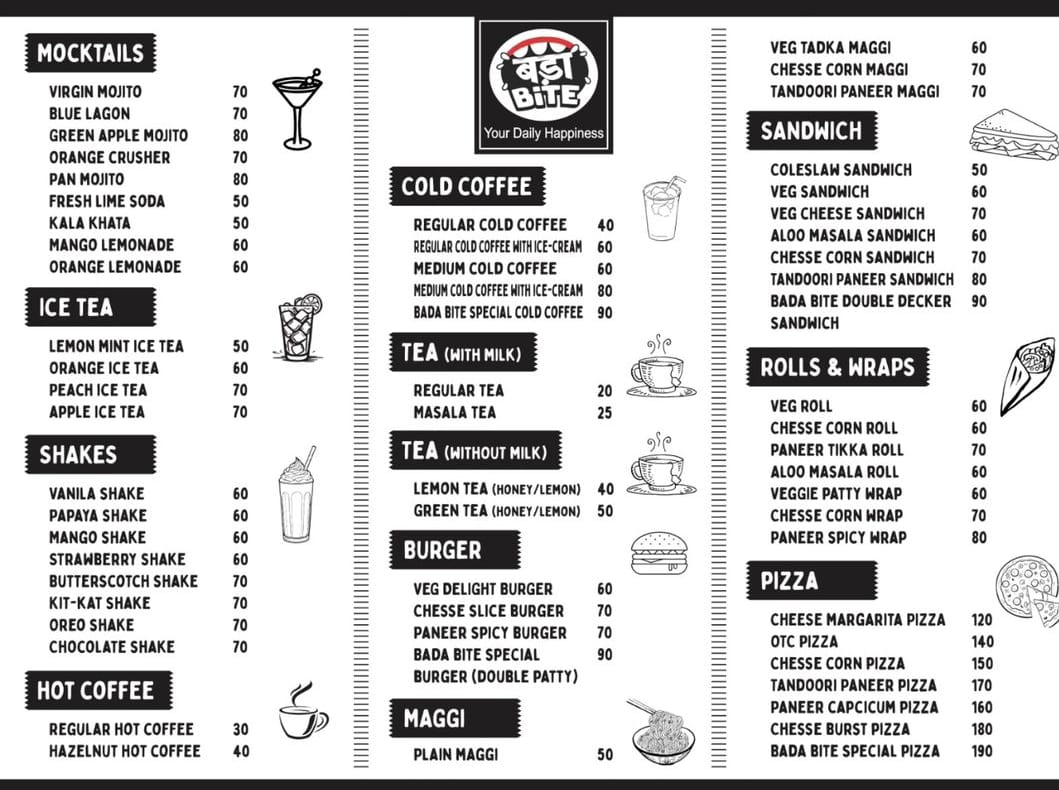 MOCKTAILS
VIRGIN MOJITO 70
BLUE LAGON 70
GREEN APPLE MOJITO 80
ORANGE CRUSHER 70
PAN MOJITO 80
FRESH LIME SODA 50
KALA KHATA 50
MANGO LEMONADE 60
ORANGE LEMONADE 60
ICE TEA
LEMON MINT ICE TEA 50
ORANGE ICE TEA 60
PEACH ICE TEA 70
APPLE ICE TEA 70
SHAKES
VANILA SHAKE 60
PAPAYA SHAKE 60
MANGO SHAKE 60
STRAWBERRY SHAKE 60
BUTTERSCOTCH SHAKE 70
KIT-KAT SHAKE 70
OREO SHAKE 70
CHOCOLATE SHAKE 70
HOT COFFEE
REGULAR HOT COFFEE 30
HAZELNUT HOT COFFEE 40
बड़ा
BITE
Your Daily Happiness
COLD COFFEE
REGULAR COLD COFFEE 40
REGULAR COLD COFFEE WITH ICE-CREAM 60
MEDIUM COLD COFFEE 60
MEDIUM COLD COFFEE WITH ICE-CREAM 80
BADA BITE SPECIAL COLD COFFEE 90
TEA (WITH MILK)
REGULAR TEA 20
MASALA TEA 25
TEA (WITHOUT MILK)
LEMON TEA (HONEY/LEMON) 40
GREEN TEA (HONEY/LEMON) 50
BURGER
VEG DELIGHT BURGER 60
CHESSE SLICE BURGER 70
PANEER SPICY BURGER 70
BADA BITE SPECIAL 90
BURGER (DOUBLE PATTY)
MAGGI
PLAIN MAGGI 50
VEG TADKA MAGGI 60
CHESSE CORN MAGGI 70
TANDOORI PANEER MAGGI 70
SANDWICH
COLESLAW SANDWICH 50
VEG SANDWICH 60
VEG CHEESE SANDWICH 70
ALOO MASALA SANDWICH 60
CHESSE CORN SANDWICH 70
TANDOORI PANEER SANDWICH 80
BADA BITE DOUBLE DECKER 90
SANDWICH
ROLLS & WRAPS
VEG ROLL 60
CHESSE CORN ROLL 60
PANEER TIKKA ROLL 70
ALOO MASALA ROLL 60
VEGGIE PATTY WRAP 60
CHESSE CORN WRAP 70
PANEER SPICY WRAP 80
PIZZA
CHEESE MARGARITA PIZZA 120
OTC PIZZA 140
CHESSE CORN PIZZA 150
TANDOORI PANEER PIZZA 170
PANEER CAPCICUM PIZZA 160
CHESSE BURST PIZZA 180
BADA BITE SPECIAL PIZZA 190